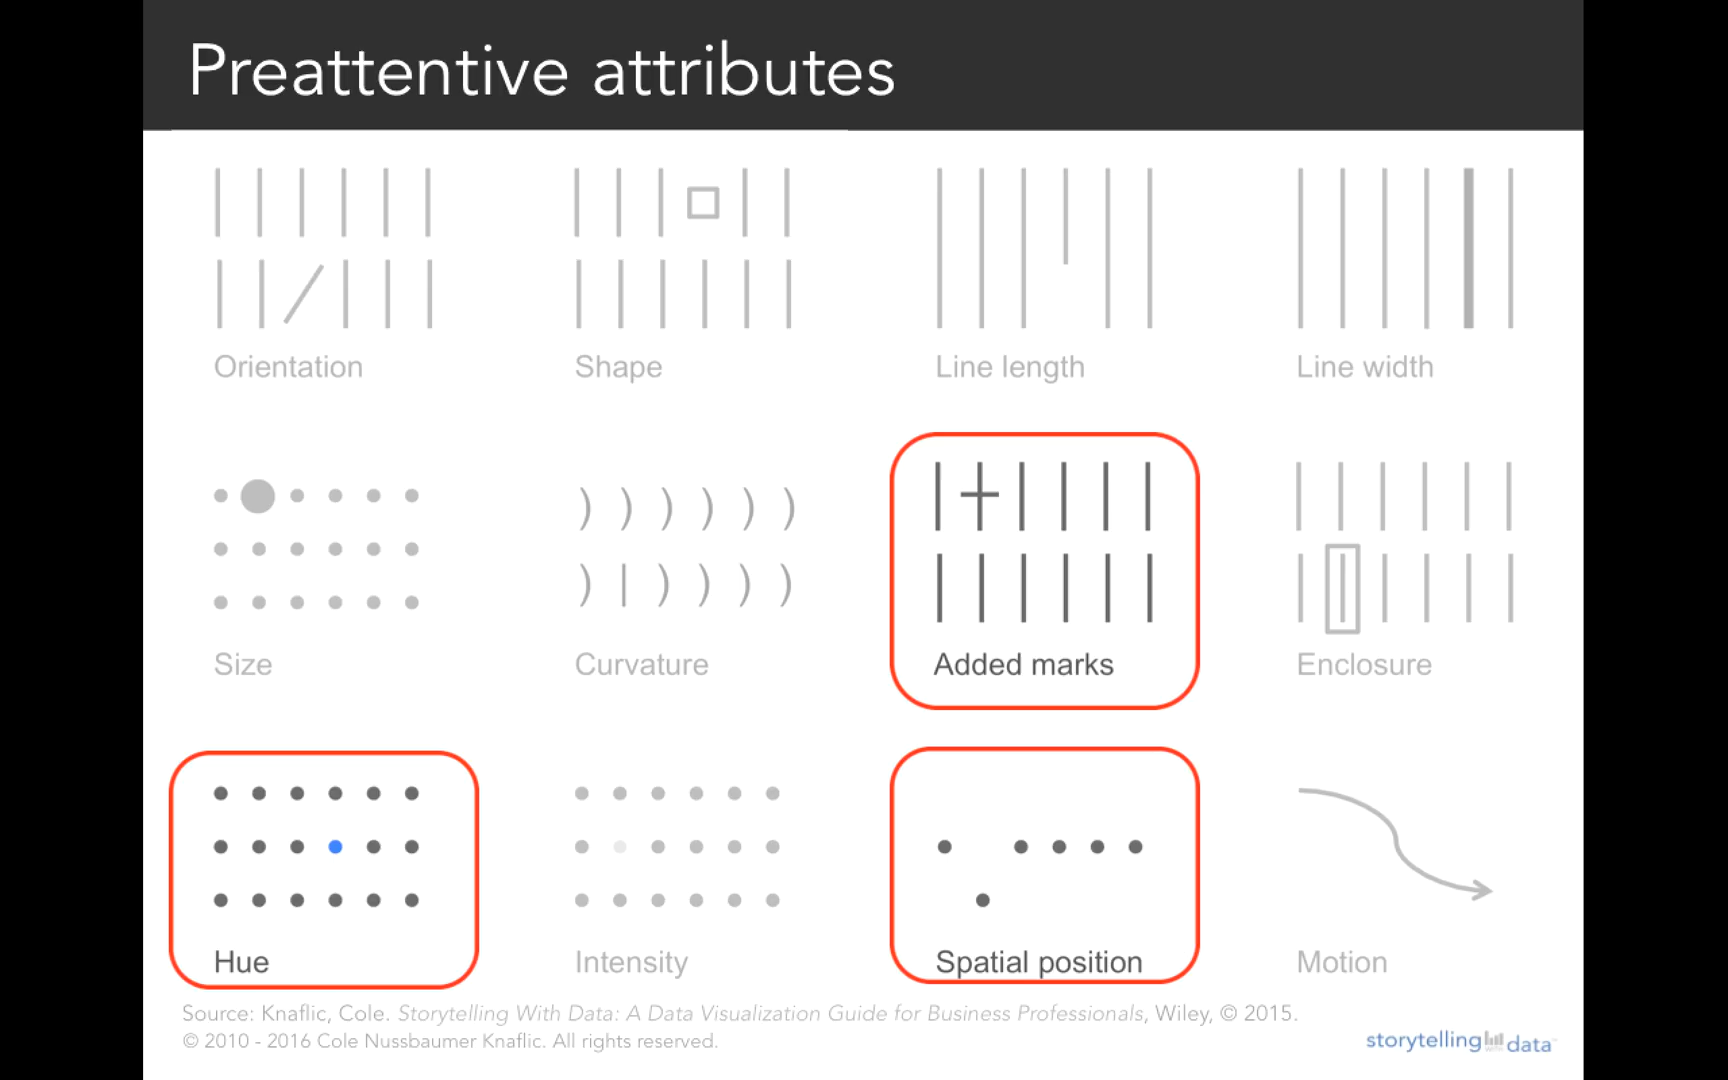 Preattentive attributes
Orientation
Shape
Line length
Line width
Size
Curvature
Added marks
Enclosure
Hue
Intensity
Spatial position
Motion
Source: Knaflic, Cole. Storytelling With Data: A Data Visualization Guide for Business Professionals, Wiley, © 2015.
© 2010 - 2016 Cole Nussbaumer Knaflic. All rights reserved.
storytelling with data